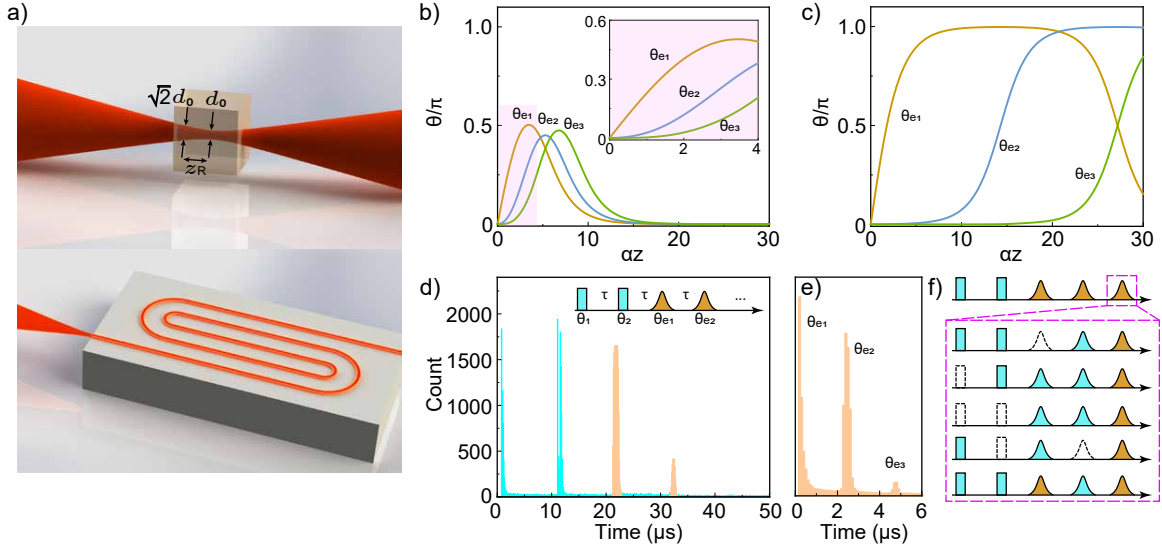 a)
√2 d₀ d₀
z_R
b)
θ/π
1.0
0.5
0
0 10 20 30
αz
θe₁ θe₂ θe₃
0.6
0.3
0
0 2 4
θe₁
θe₂
θe₃
c)
θ/π
1.0
0.5
0
0 10 20 30
αz
θe₁
θe₂
θe₃
d)
Count
2000
1500
1000
500
0
0 10 20 30 40 50
Time (µs)
τ τ τ ...
θ₁ θ₂ θe₁ θe₂
e)
θe₁
θe₂
θe₃
0 2 4 6
Time (µs)
f)